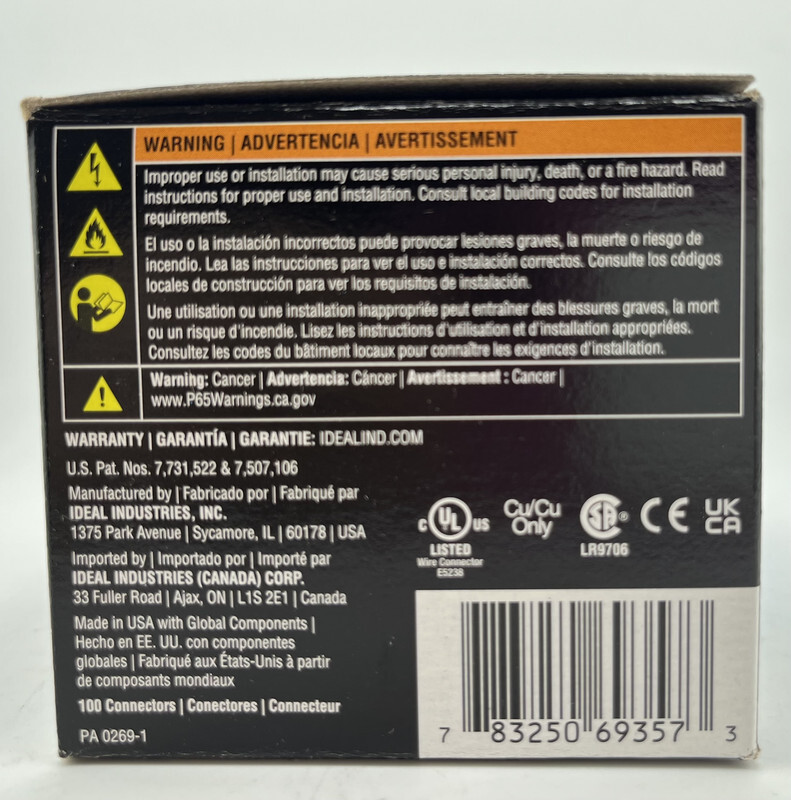 WARNING | ADVERTENCIA | AVERTISSEMENT
Improper use or installation may cause serious personal injury, death, or a fire hazard. Read
instructions for proper use and installation. Consult local building codes for installation
requirements.
El uso o la instalación incorrectos puede provocar lesiones graves, la muerte o riesgo de
incendio. Lea las instrucciones para ver el uso e instalación correctos. Consulte los códigos
locales de construcción para ver los requisitos de instalación.
Une utilisation ou une installation inappropriée peut entraîner des blessures graves, la mort
ou un risque d'incendie. Lisez les instructions d'utilisation et d'installation appropriées.
Consultez les codes du bâtiment locaux pour connaître les exigences d'installation.
Warning: Cancer | Advertencia: Cáncer | Avertissement : Cancer |
www.P65Warnings.ca.gov
WARRANTY | GARANTÍA | GARANTIE: IDEALIND.COM
U.S. Pat. Nos. 7,731,522 & 7,507,106
Manufactured by | Fabricado por | Fabriqué par
IDEAL INDUSTRIES, INC.
1375 Park Avenue | Sycamore, IL | 60178 | USA
Imported by | Importado por | Importé par
IDEAL INDUSTRIES (CANADA) CORP.
33 Fuller Road | Ajax, ON | L1S 2E1 | Canada
Made in USA with Global Components |
Hecho en EE. UU. con componentes
globales | Fabriqué aux États-Unis à partir
de composants mondiaux
100 Connectors | Conectores | Connecteur
PA 0269-1
C UL US
LISTED
Wire Connector
E5238
Cu/Cu
Only
SA ®
LR9706
CE
UK
CA
7 83250 69357 3